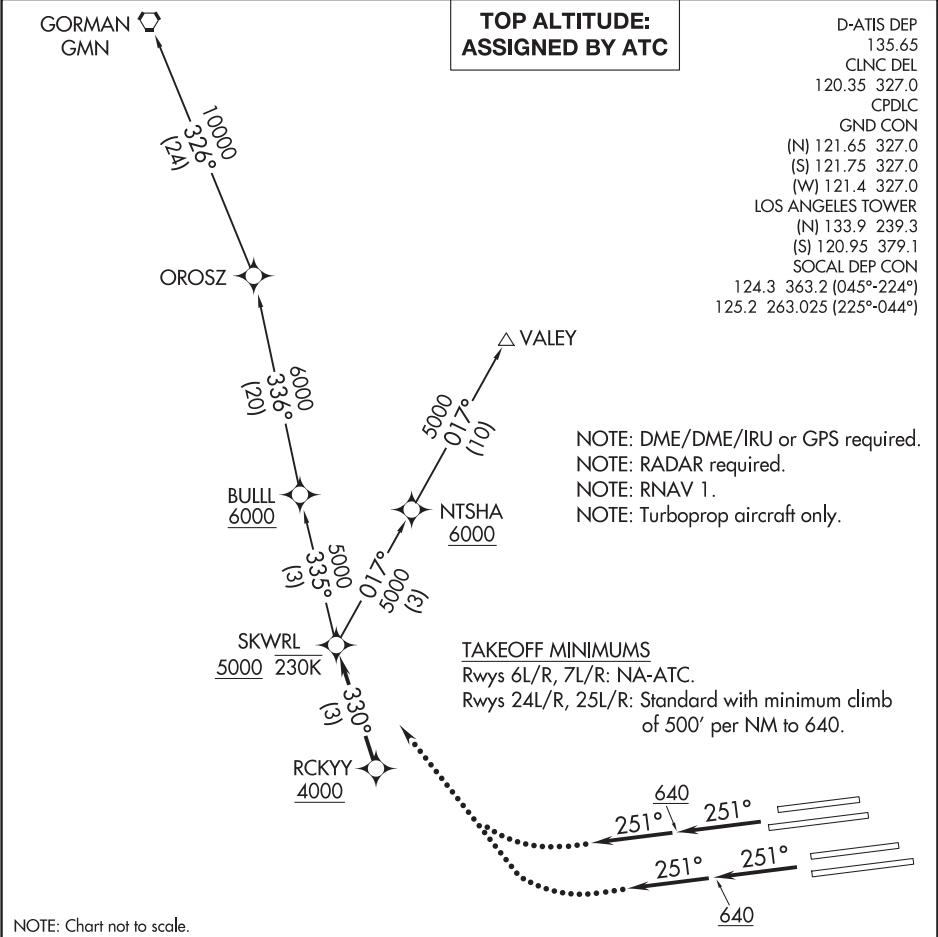 GORMAN
GMN
TOP ALTITUDE:
ASSIGNED BY ATC
D-ATIS DEP
135.65
CLNC DEL
120.35 327.0
CPDLC
GND CON
(N) 121.65 327.0
(S) 121.75 327.0
(W) 121.4 327.0
LOS ANGELES TOWER
(N) 133.9 239.3
(S) 120.95 379.1
SOCAL DEP CON
124.3 363.2 (045°-224°)
125.2 263.025 (225°-044°)
10000
326°
(24)
OROSZ
VALEY
6000
336°
(20)
5000
017°
(10)
NOTE: DME/DME/IRU or GPS required.
NOTE: RADAR required.
NOTE: RNAV 1.
NOTE: Turboprop aircraft only.
BULLL
6000
NTSHA
6000
5000
335°
(3)
017°
5000
(3)
SKWRL
5000 230K
TAKEOFF MINIMUMS
Rwys 6L/R, 7L/R: NA-ATC.
Rwys 24L/R, 25L/R: Standard with minimum climb
of 500' per NM to 640.
330°
(3)
RCKYY
4000
640
251° 251°
251° 251°
640
NOTE: Chart not to scale.